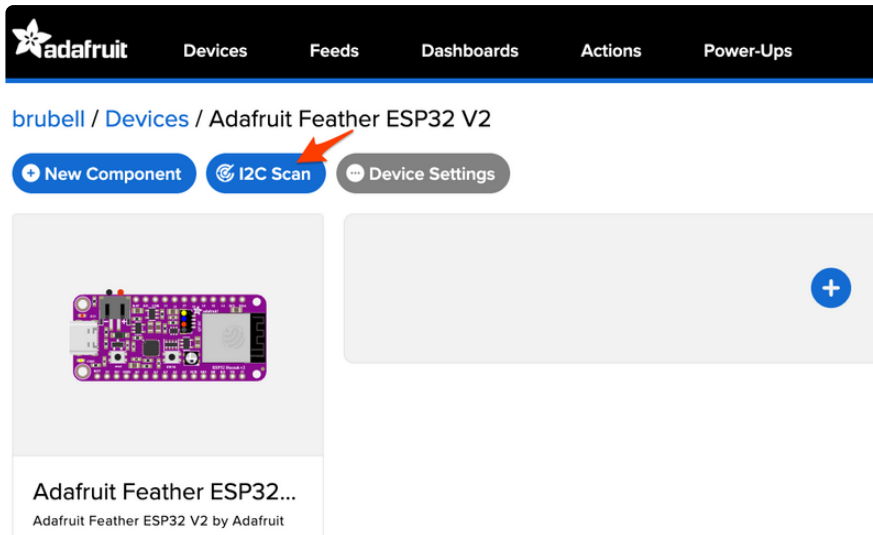 adafruit Devices Feeds Dashboards Actions Power-Ups
brubell / Devices / Adafruit Feather ESP32 V2
New Component I2C Scan Device Settings
Adafruit Feather ESP32...
Adafruit Feather ESP32 V2 by Adafruit